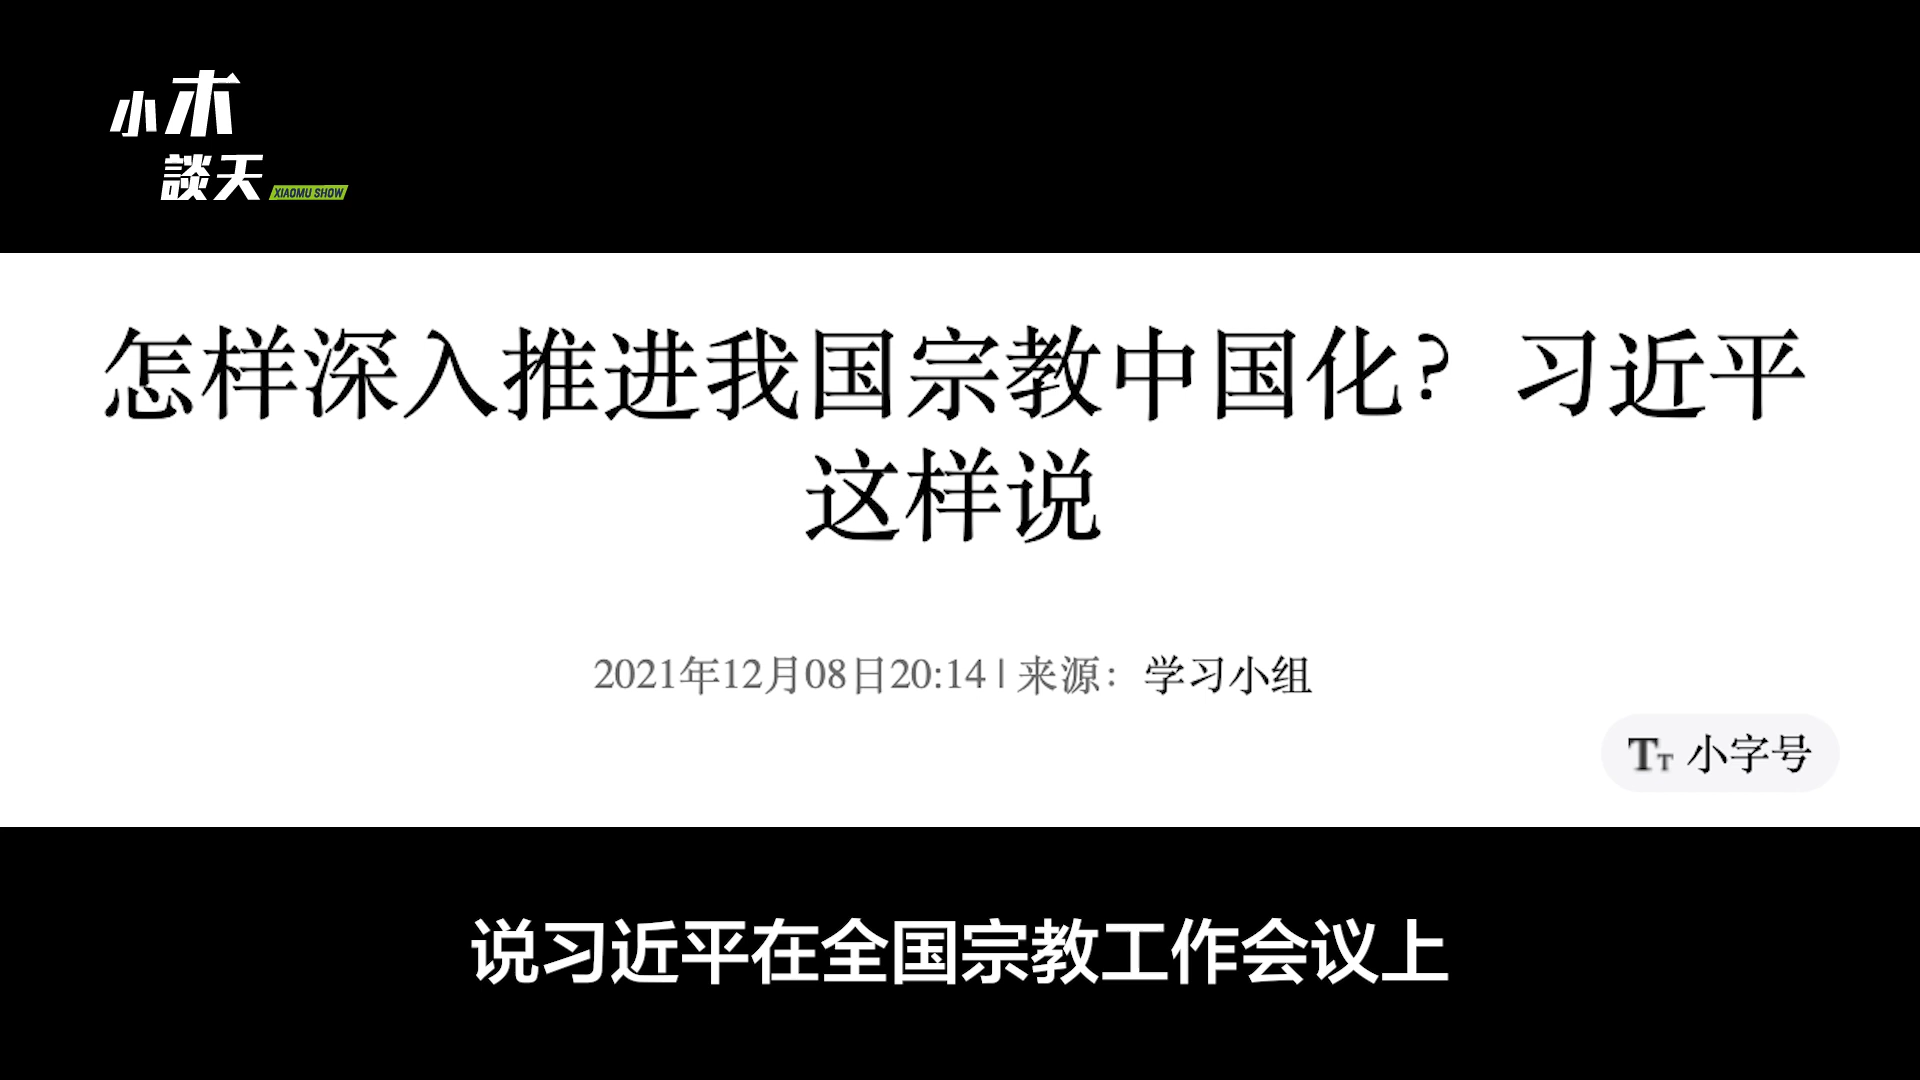 小木
談天
XIAOMU SHOW
怎样深入推进我国宗教中国化？习近平
这样说
2021年12月08日20:14 | 来源：学习小组
TT 小字号
说习近平在全国宗教工作会议上